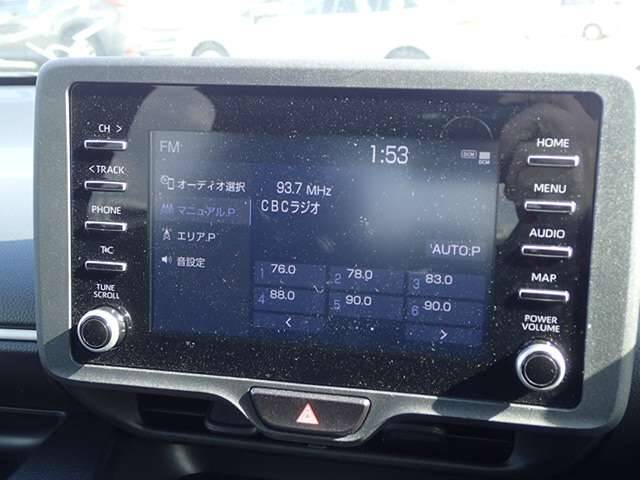 CH >
< TRACK
PHONE
T*C
TUNE
SCROLL
FM
1:53
DCM
DCM
オーディオ選択
マニュアル.P
エリア.P
音設定
93.7 MHz
CBCラジオ
AUTO.P
1 76.0
2 78.0
3 83.0
4 88.0
5 90.0
6 90.0
<
>
HOME
MENU
AUDIO
MAP
POWER
VOLUME